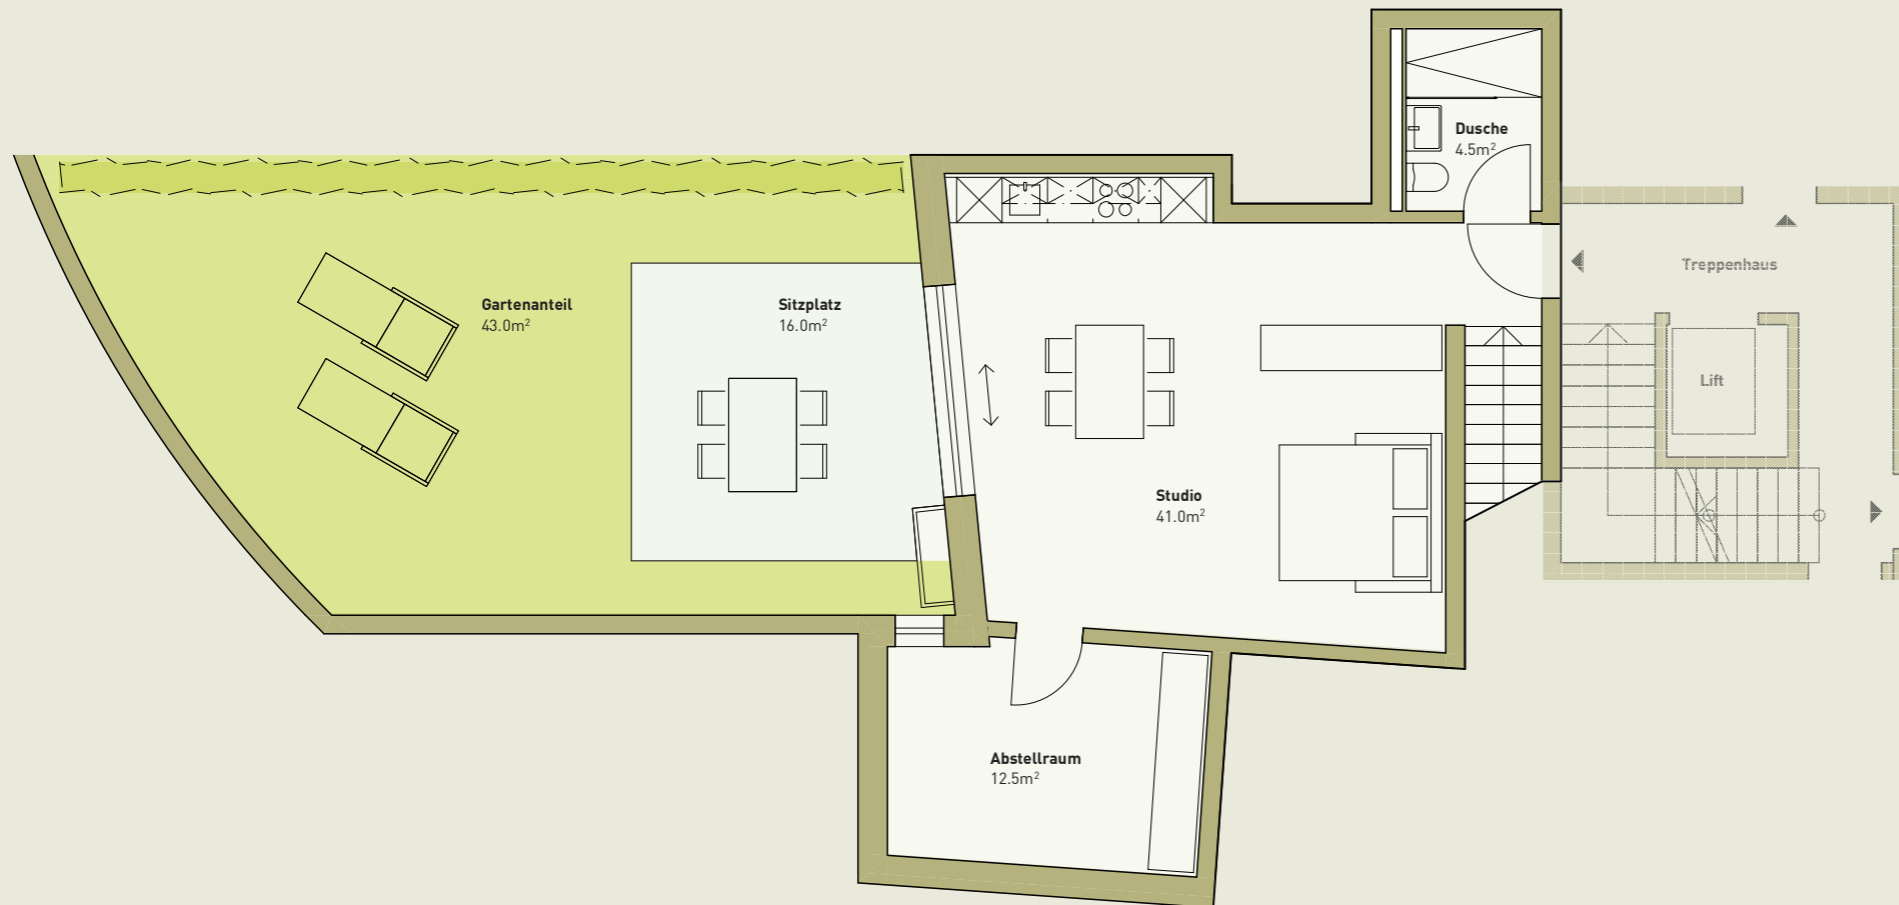 Dusche
4.5m²
Treppenhaus
Gartenanteil
43.0m²
Sitzplatz
16.0m²
Lift
Studio
41.0m²
Abstellraum
12.5m²